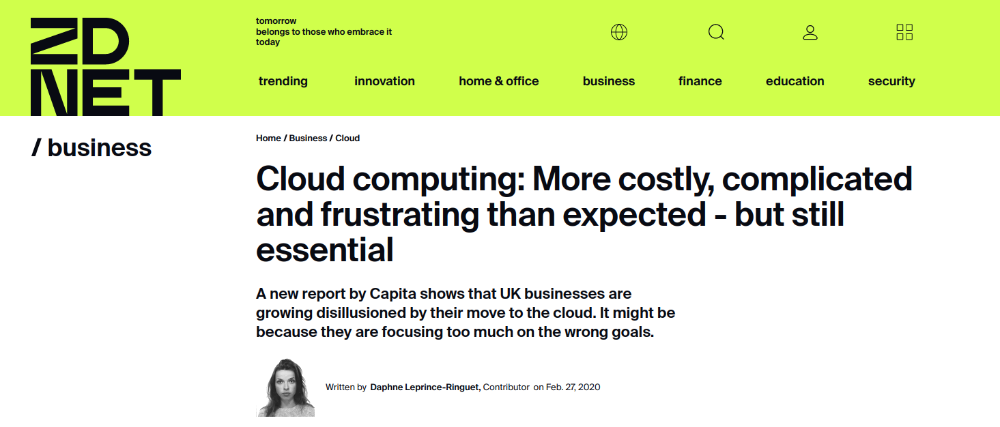 ZD
NET
tomorrow
belongs to those who embrace it
today
trending innovation home & office business finance education security
/ business
Home / Business / Cloud
Cloud computing: More costly, complicated
and frustrating than expected - but still
essential
A new report by Capita shows that UK businesses are
growing disillusioned by their move to the cloud. It might be
because they are focusing too much on the wrong goals.
Written by Daphne Leprince-Ringuet, Contributor on Feb. 27, 2020